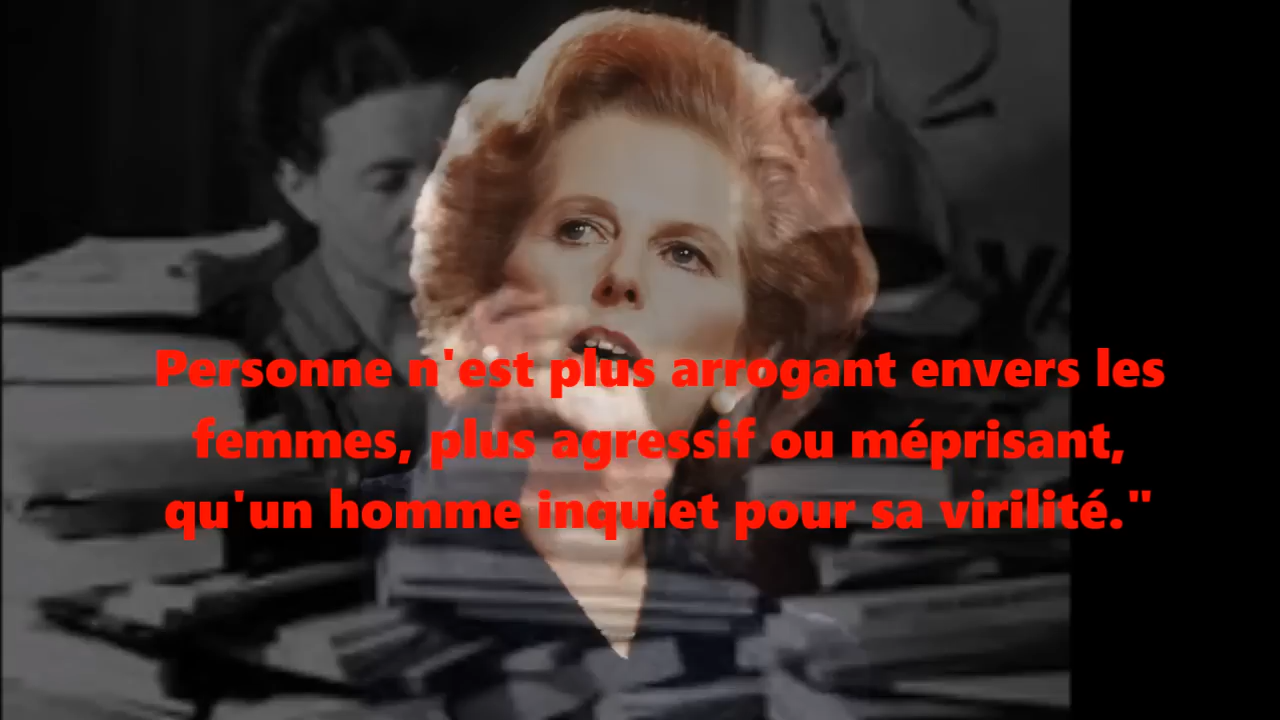 Personne n'est plus arrogant envers les
femmes, plus agressif ou méprisant,
qu'un homme inquiet pour sa virilité."